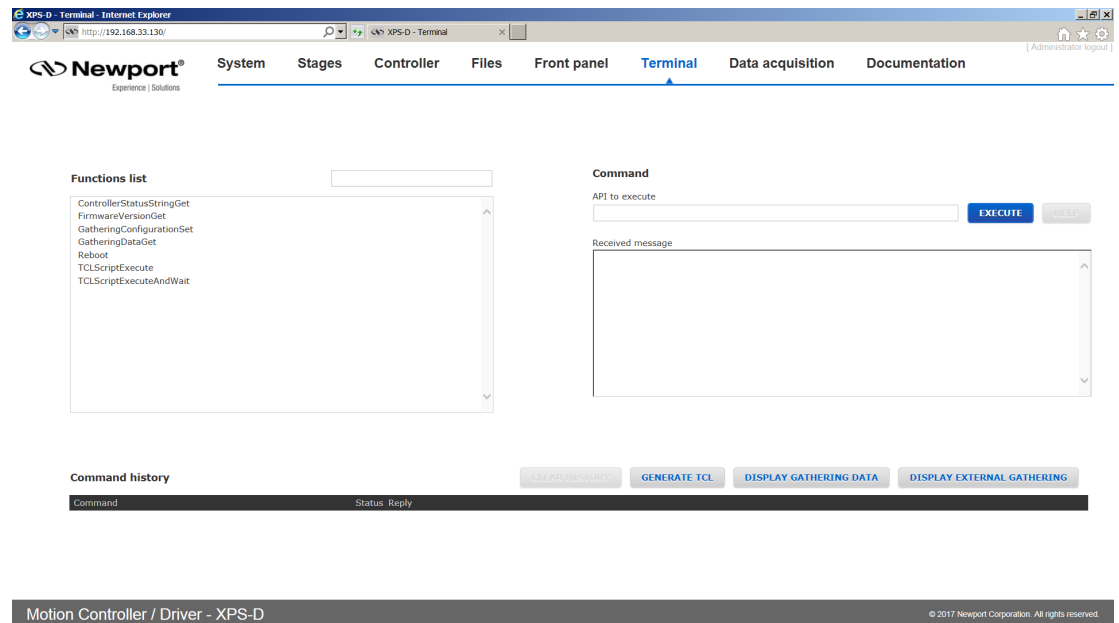 XPS-D - Terminal - Internet Explorer
http://192.168.33.130/
XPS-D - Terminal
[ Administrator logout ]
Newport®
Experience | Solutions
System Stages Controller Files Front panel Terminal Data acquisition Documentation
Functions list
ControllerStatusStringGet
FirmwareVersionGet
GatheringConfigurationSet
GatheringDataGet
Reboot
TCLScriptExecute
TCLScriptExecuteAndWait
Command
API to execute
EXECUTE HELP
Received message
Command history
CLEAR HISTORY GENERATE TCL DISPLAY GATHERING DATA DISPLAY EXTERNAL GATHERING
Command Status Reply
Motion Controller / Driver - XPS-D
© 2017 Newport Corporation. All rights reserved.